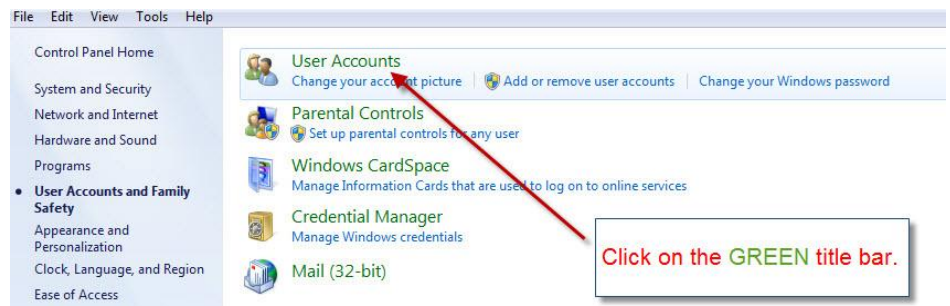 File Edit View Tools Help
Control Panel Home
System and Security
Network and Internet
Hardware and Sound
Programs
User Accounts and Family
Safety
Appearance and
Personalization
Clock, Language, and Region
Ease of Access
User Accounts
Change your account picture Add or remove user accounts Change your Windows password
Parental Controls
Set up parental controls for any user
Windows CardSpace
Manage Information Cards that are used to log on to online services
Credential Manager
Manage Windows credentials
Mail (32-bit)
Click on the GREEN title bar.